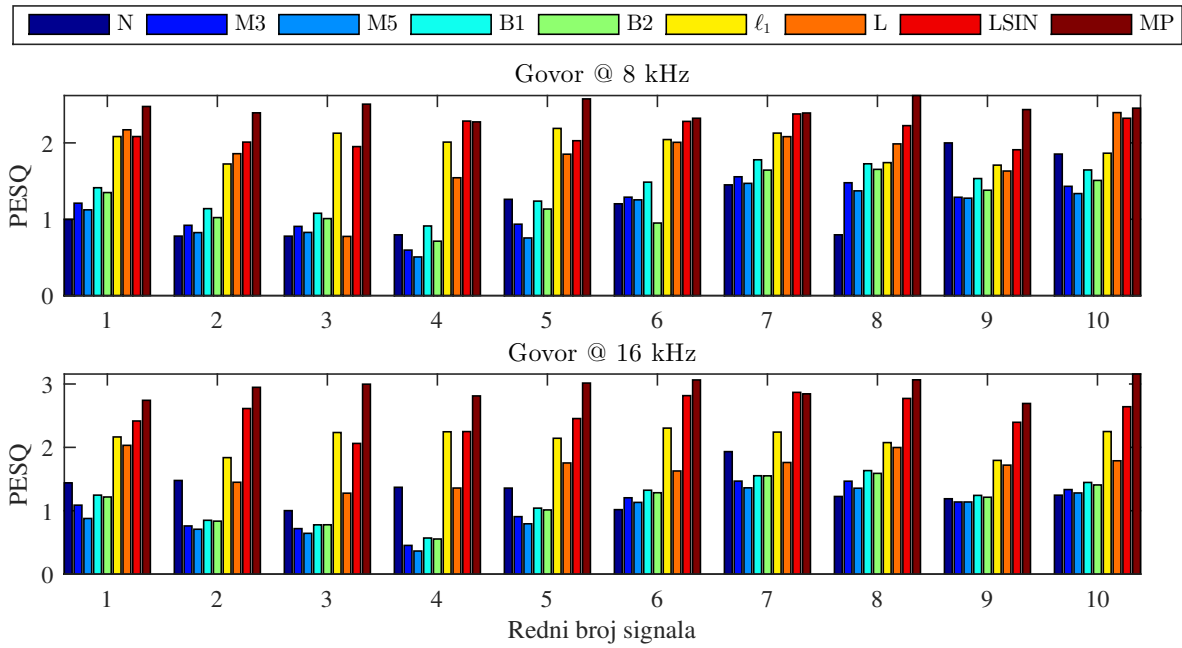 N M3 M5 B1 B2 ℓ₁ L LSIN MP
Govor @ 8 kHz
PESQ
2
1
0
1 2 3 4 5 6 7 8 9 10
Govor @ 16 kHz
PESQ
3
2
1
0
1 2 3 4 5 6 7 8 9 10
Redni broj signala